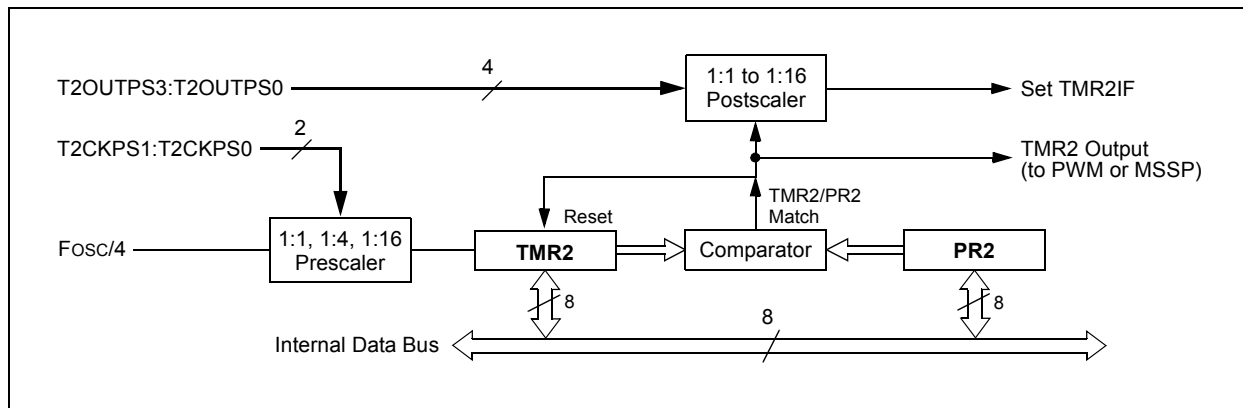 T2OUTPS3:T2OUTPS0
4
1:1 to 1:16
Postscaler
Set TMR2IF
T2CKPS1:T2CKPS0
2
TMR2 Output
(to PWM or MSSP)
TMR2/PR2
Match
Reset
FOSC/4
1:1, 1:4, 1:16
Prescaler
TMR2
Comparator
PR2
8
8
8
Internal Data Bus